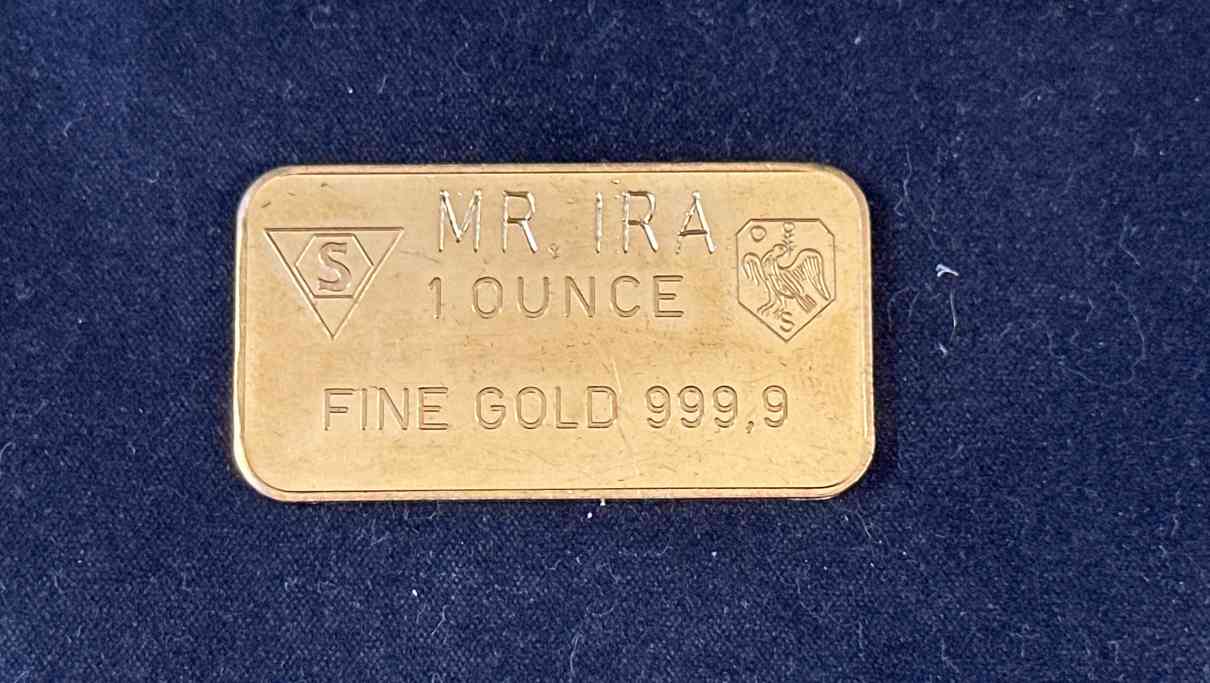 MR. IRA
S
1 OUNCE
S
FINE GOLD 999,9